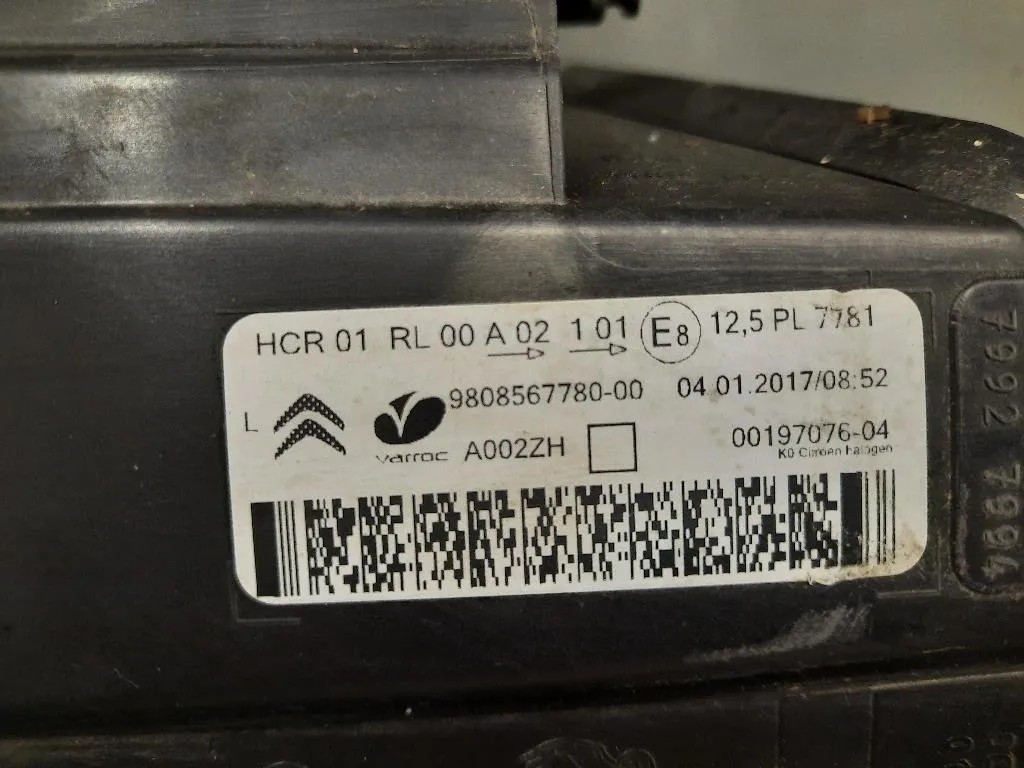 HCR 01 RL 00 A 02 1 01 E8 12,5 PL 7781
9808567780-00 04.01.2017/08:52
L
varroc A002ZH 00197076-04
K0 Citroen halogen
7992 7994